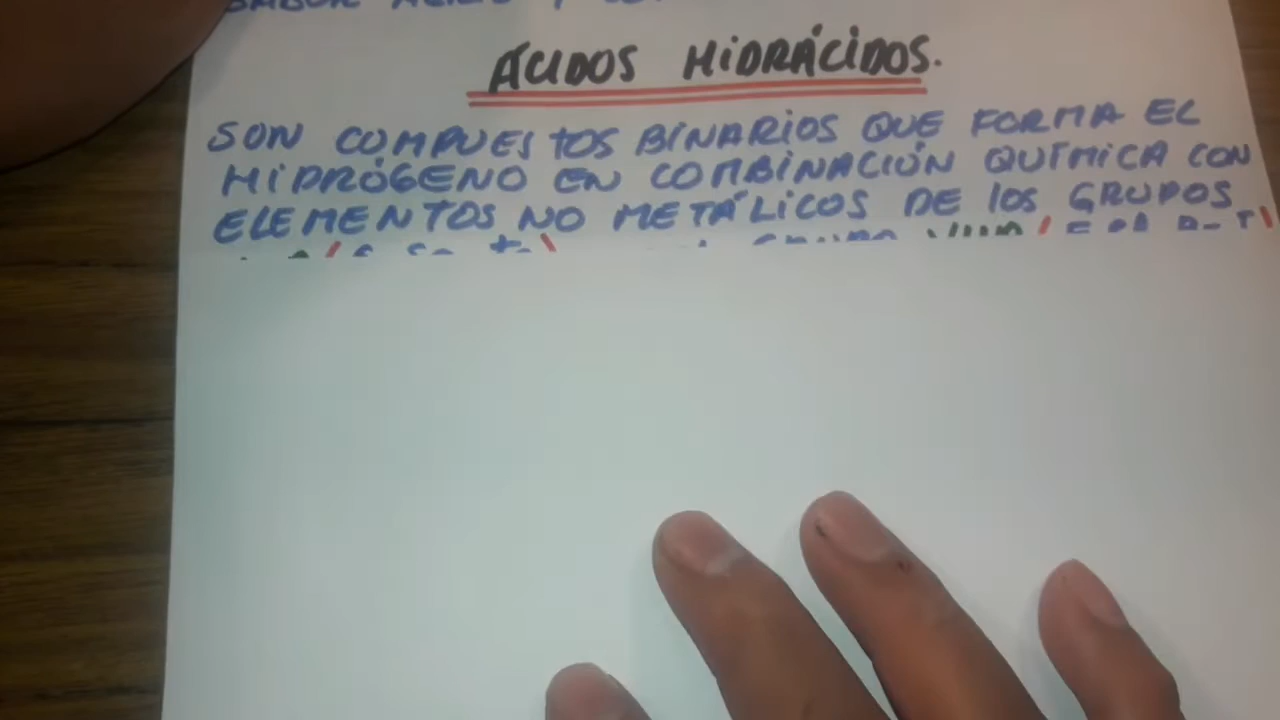 ÁCIDOS HIDRÁCIDOS.
SON COMPUESTOS BINARIOS QUE FORMA EL
HIDRÓGENO EN COMBINACIÓN QUÍMICA CON
ELEMENTOS NO METÁLICOS DE LOS GRUPOS